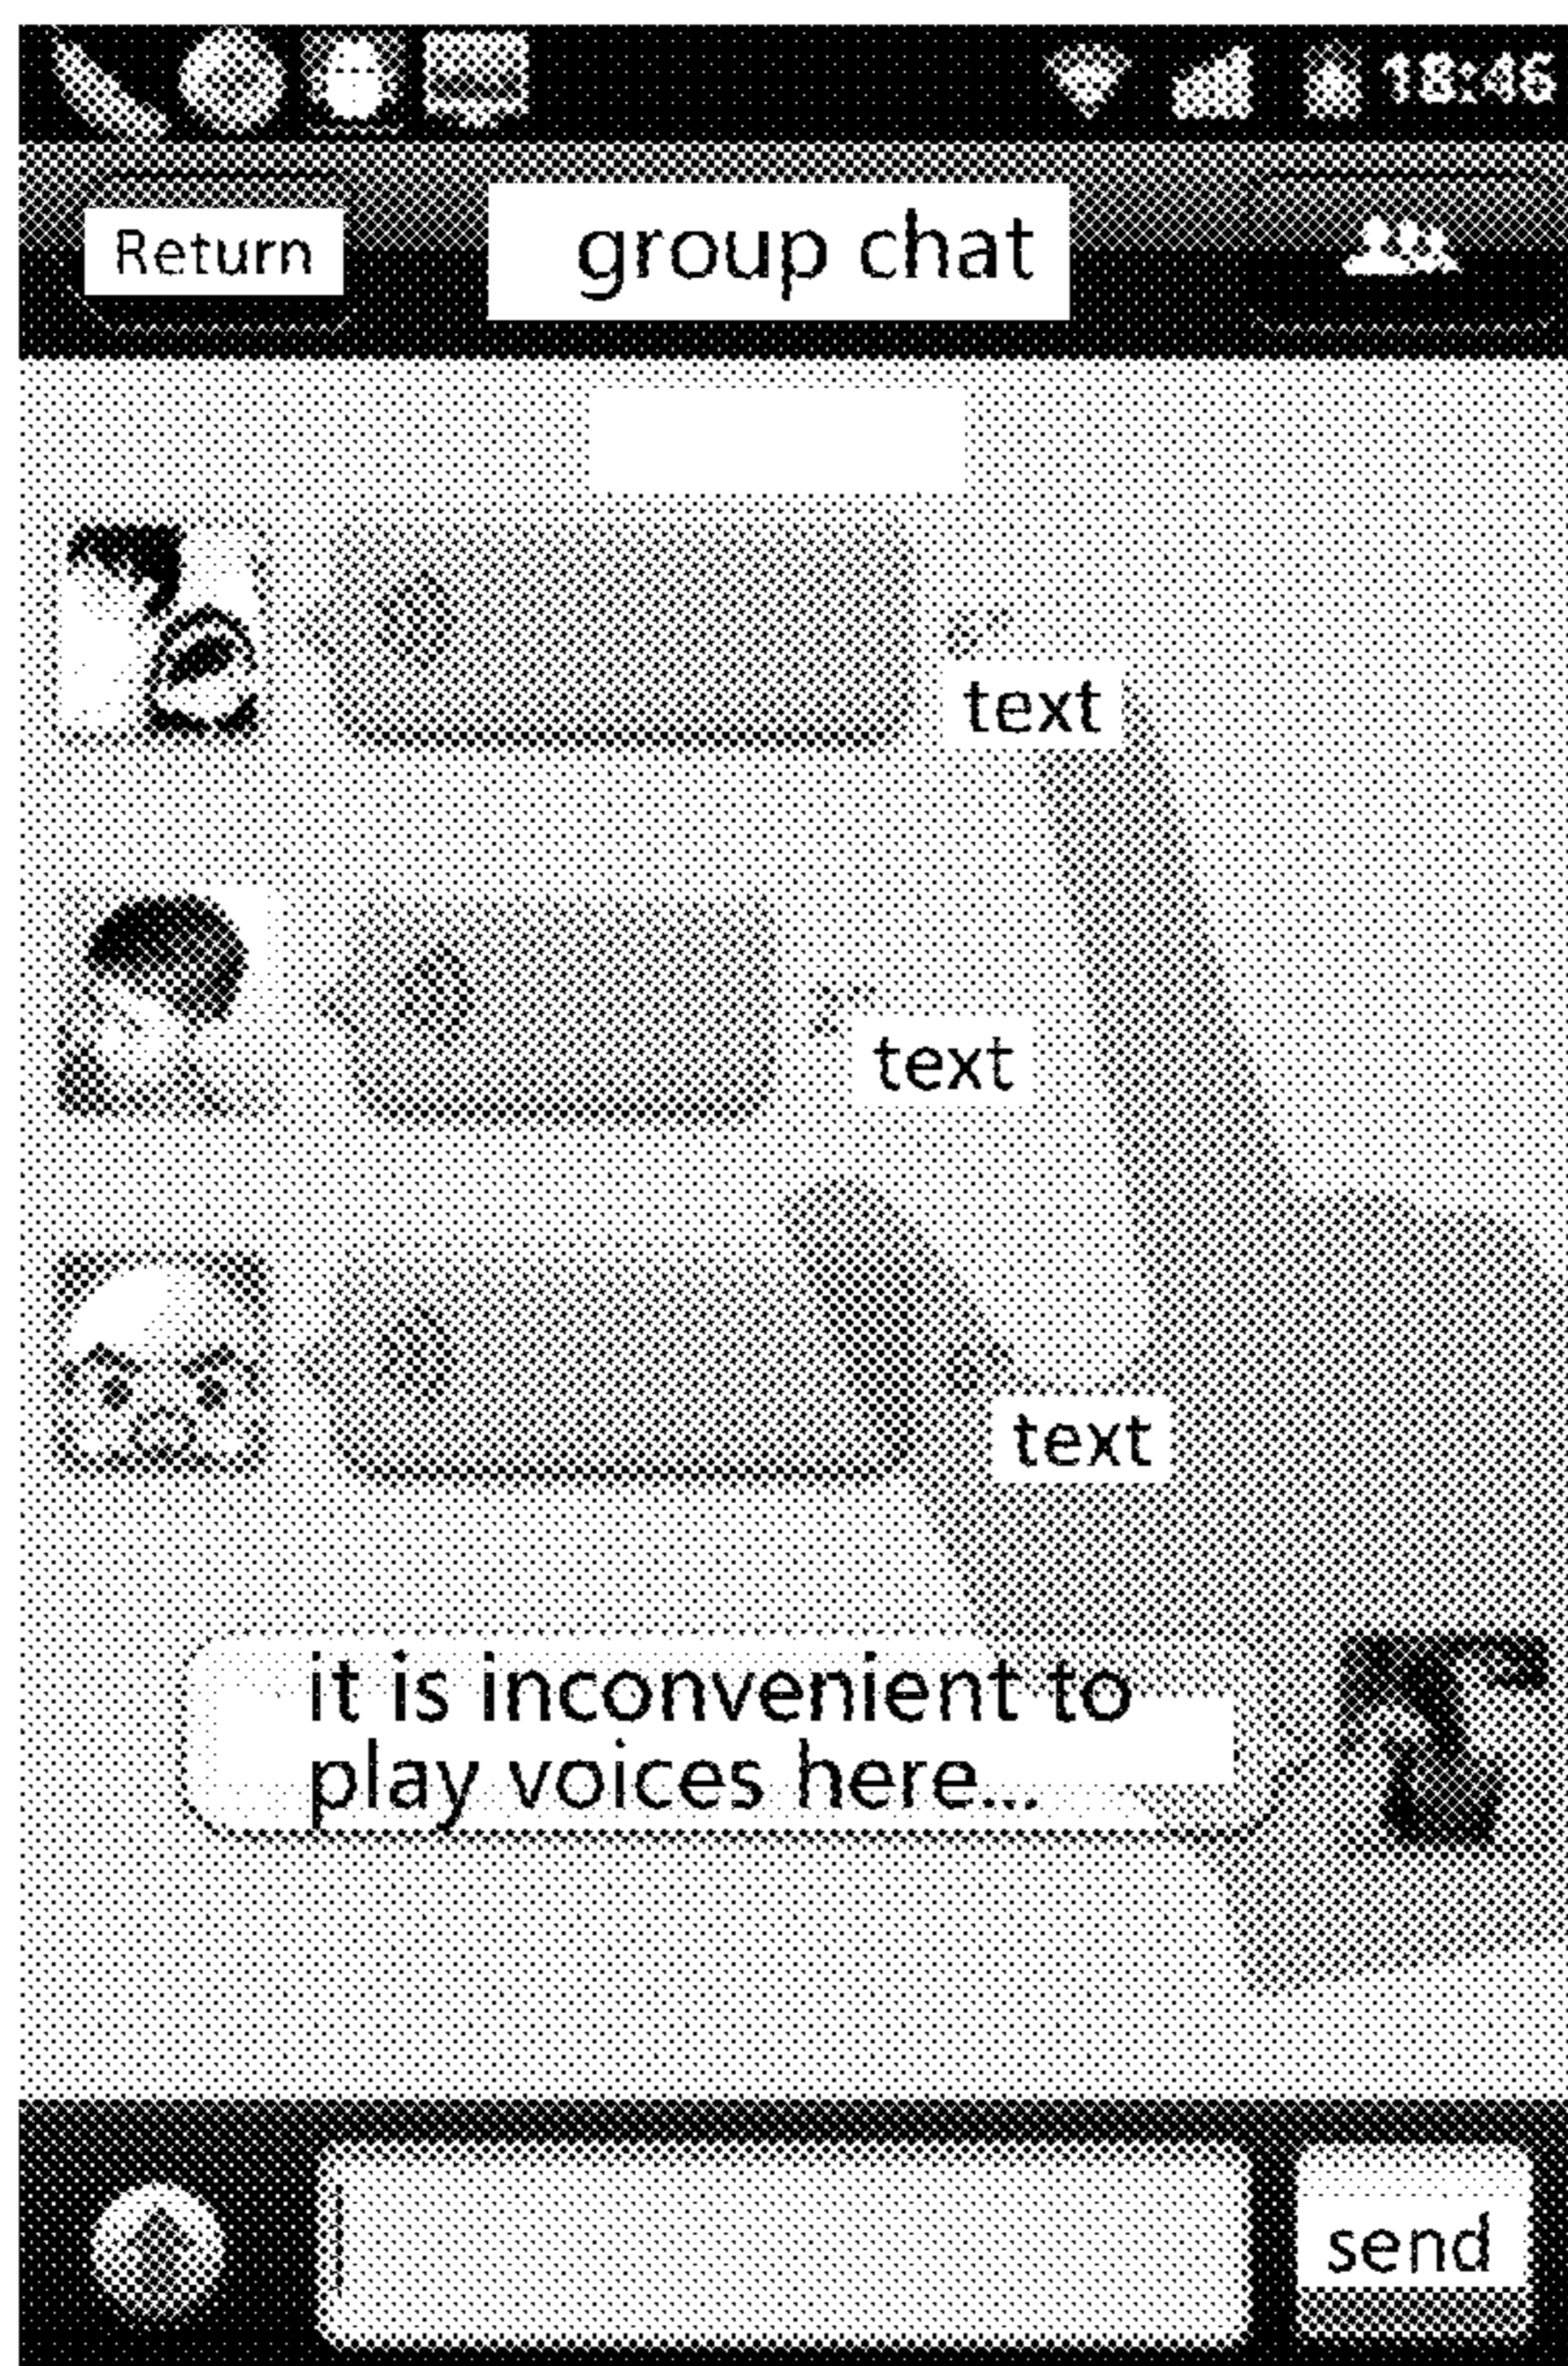 18:46
Return
group chat
text
text
text
it is inconvenient to
play voices here...
send